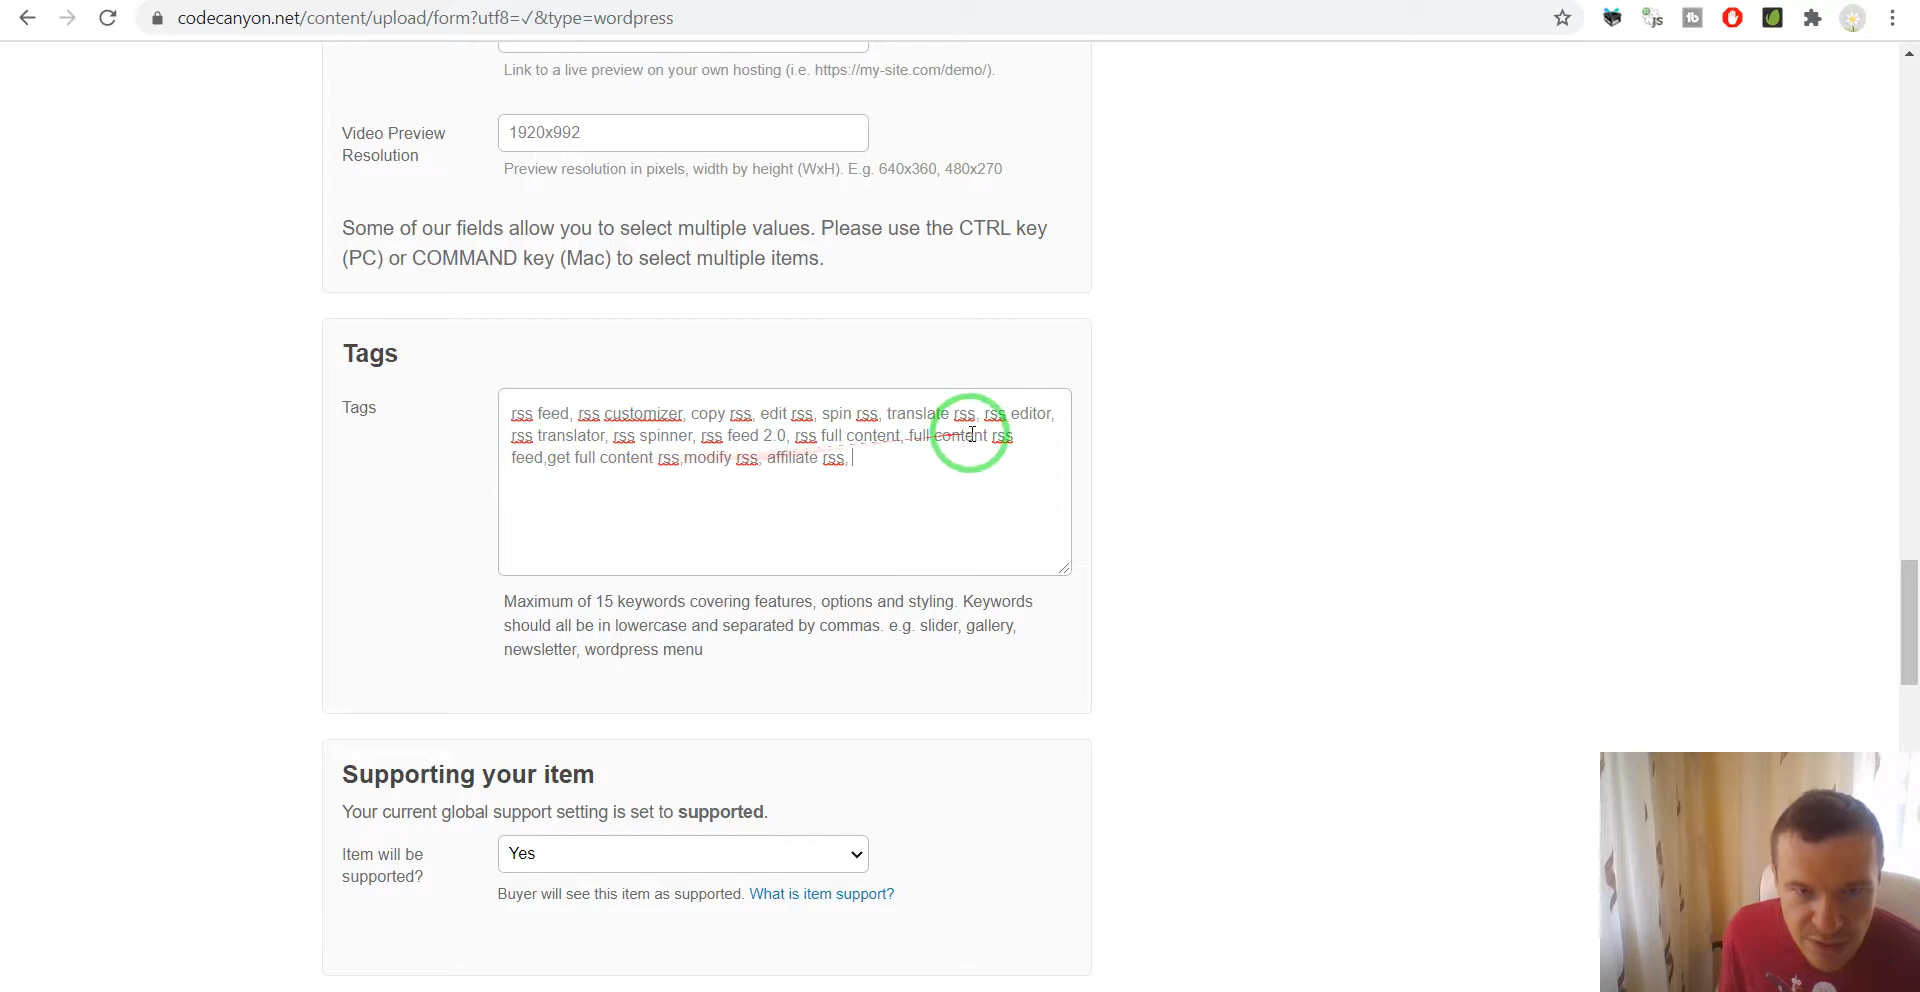 codecanyon.net/content/upload/form?utf8=✓&type=wordpress
Link to a live preview on your own hosting (i.e. https://my-site.com/demo/).
Video Preview
Resolution
1920x992
Preview resolution in pixels, width by height (WxH). E.g. 640x360, 480x270
Some of our fields allow you to select multiple values. Please use the CTRL key
(PC) or COMMAND key (Mac) to select multiple items.
Tags
Tags
rss feed, rss customizer, copy rss, edit rss, spin rss, translate rss, rss editor,
rss translator, rss spinner, rss feed 2.0, rss full content, full content rss
feed,get full content rss,modify rss, affiliate rss,
Maximum of 15 keywords covering features, options and styling. Keywords
should all be in lowercase and separated by commas. e.g. slider, gallery,
newsletter, wordpress menu
Supporting your item
Your current global support setting is set to supported.
Item will be
supported?
Yes
Buyer will see this item as supported. What is item support?